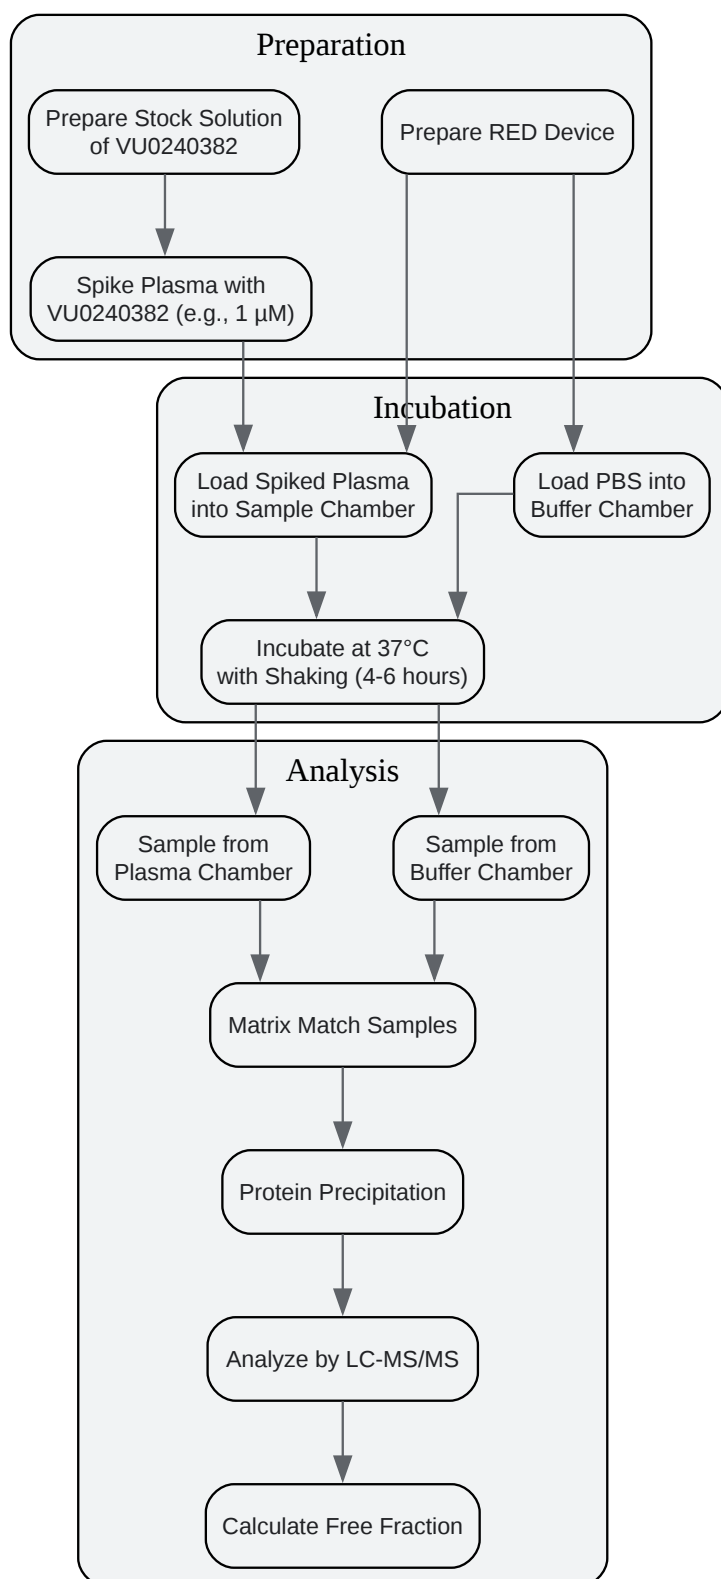 Preparation
Prepare Stock Solution
of VU0240382
Prepare RED Device
Spike Plasma with
VU0240382 (e.g., 1 µM)
Incubation
Load Spiked Plasma
into Sample Chamber
Load PBS into
Buffer Chamber
Incubate at 37°C
with Shaking (4-6 hours)
Analysis
Sample from
Plasma Chamber
Sample from
Buffer Chamber
Matrix Match Samples
Protein Precipitation
Analyze by LC-MS/MS
Calculate Free Fraction